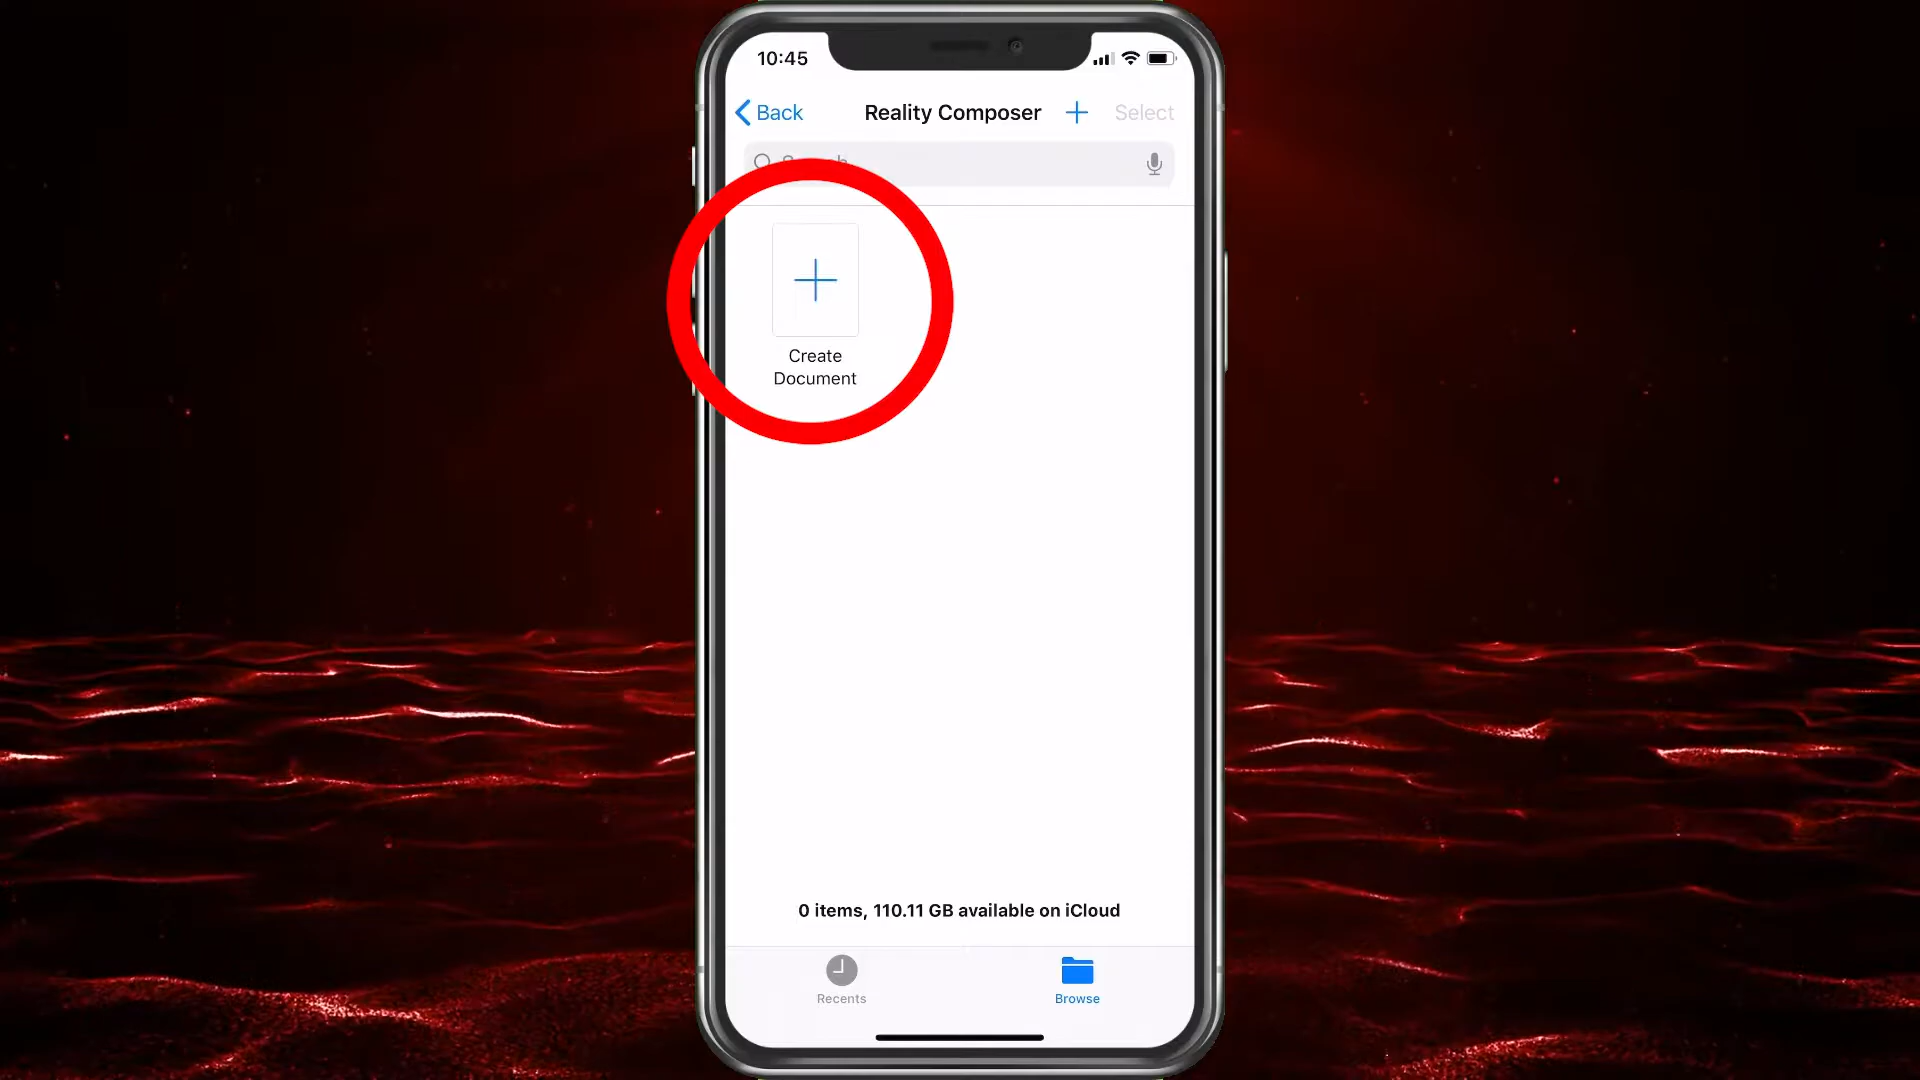 10:45
Back
Reality Composer
Select
Create
Document
0 items, 110.11 GB available on iCloud
Recents
Browse